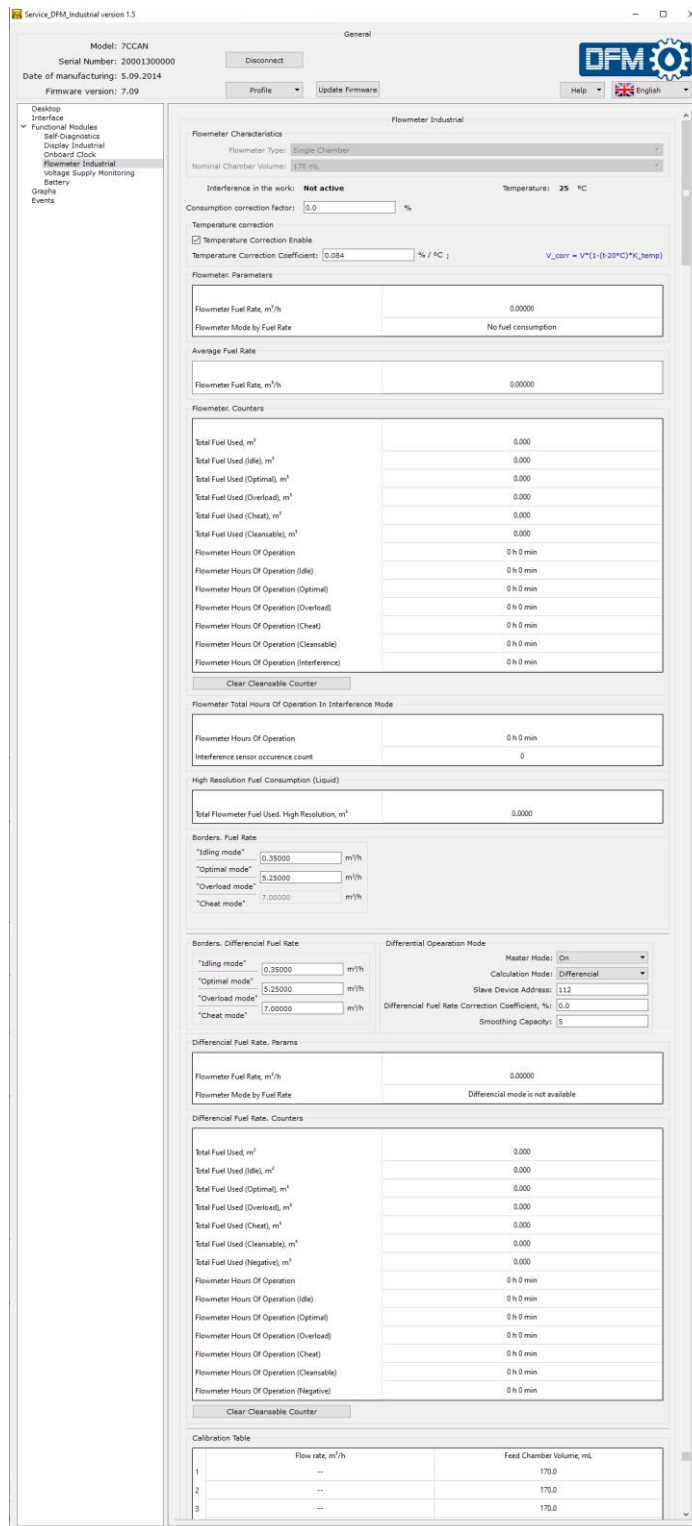 Service_DFM_Industrial version 1.5
General
Model: 7CCAN
Serial Number: 20001300000
Date of manufacturing: 5.09.2014
Firmware version: 7.09
Disconnect
Profile
Update Firmware
DFM
Help
English
Desktop
Interface
Functional Modules
Self-Diagnostics
Display Industrial
Onboard Clock
Flowmeter Industrial
Voltage Supply Monitoring
Battery
Graphs
Events
Flowmeter Industrial
Flowmeter Characteristics
Flowmeter Type: Single Chamber
Nominal Chamber Volume: 170 mL
Interference in the work: Not active Temperature: 25 ºC
Consumption correction factor: 0.0 %
Temperature correction
Temperature Correction Enable
Temperature Correction Coefficient: 0.084 % / ºC ; V_corr = V*(1-(t-20ºC)*K_temp)
Flowmeter. Parameters
Flowmeter Fuel Rate, m³/h 0.00000
Flowmeter Mode by Fuel Rate No fuel consumption
Average Fuel Rate
Flowmeter Fuel Rate, m³/h 0.00000
Flowmeter. Counters
Total Fuel Used, m³ 0.000
Total Fuel Used (Idle), m³ 0.000
Total Fuel Used (Optimal), m³ 0.000
Total Fuel Used (Overload), m³ 0.000
Total Fuel Used (Cheat), m³ 0.000
Total Fuel Used (Cleansable), m³ 0.000
Flowmeter Hours Of Operation 0 h 0 min
Flowmeter Hours Of Operation (Idle) 0 h 0 min
Flowmeter Hours Of Operation (Optimal) 0 h 0 min
Flowmeter Hours Of Operation (Overload) 0 h 0 min
Flowmeter Hours Of Operation (Cheat) 0 h 0 min
Flowmeter Hours Of Operation (Cleansable) 0 h 0 min
Flowmeter Hours Of Operation (Interference) 0 h 0 min
Clear Cleansable Counter
Flowmeter Total Hours Of Operation In Interference Mode
Flowmeter Hours Of Operation 0 h 0 min
Interference sensor occurence count 0
High Resolution Fuel Consumption (Liquid)
Total Flowmeter Fuel Used. High Resolution, m³ 0.0000
Borders. Fuel Rate
"Idling mode"
0.35000 m³/h
"Optimal mode"
5.25000 m³/h
"Overload mode"
7.00000 m³/h
"Cheat mode"
Borders. Differencial Fuel Rate
"Idling mode"
0.35000 m³/h
"Optimal mode"
5.25000 m³/h
"Overload mode"
7.00000 m³/h
"Cheat mode"
Differential Opearation Mode
Master Mode: On
Calculation Mode: Differencial
Slave Device Address: 112
Differencial Fuel Rate Correction Coefficient, %: 0.0
Smoothing Capacity: 5
Differencial Fuel Rate. Params
Flowmeter Fuel Rate, m³/h 0.00000
Flowmeter Mode by Fuel Rate Differencial mode is not available
Differencial Fuel Rate. Counters
Total Fuel Used, m³ 0.000
Total Fuel Used (Idle), m³ 0.000
Total Fuel Used (Optimal), m³ 0.000
Total Fuel Used (Overload), m³ 0.000
Total Fuel Used (Cheat), m³ 0.000
Total Fuel Used (Cleansable), m³ 0.000
Total Fuel Used (Negative), m³ 0.000
Flowmeter Hours Of Operation 0 h 0 min
Flowmeter Hours Of Operation (Idle) 0 h 0 min
Flowmeter Hours Of Operation (Optimal) 0 h 0 min
Flowmeter Hours Of Operation (Overload) 0 h 0 min
Flowmeter Hours Of Operation (Cheat) 0 h 0 min
Flowmeter Hours Of Operation (Cleansable) 0 h 0 min
Flowmeter Hours Of Operation (Negative) 0 h 0 min
Clear Cleansable Counter
Calibration Table
Flow rate, m³/h Feed Chamber Volume, mL
1 -- 170.0
2 -- 170.0
3 -- 170.0